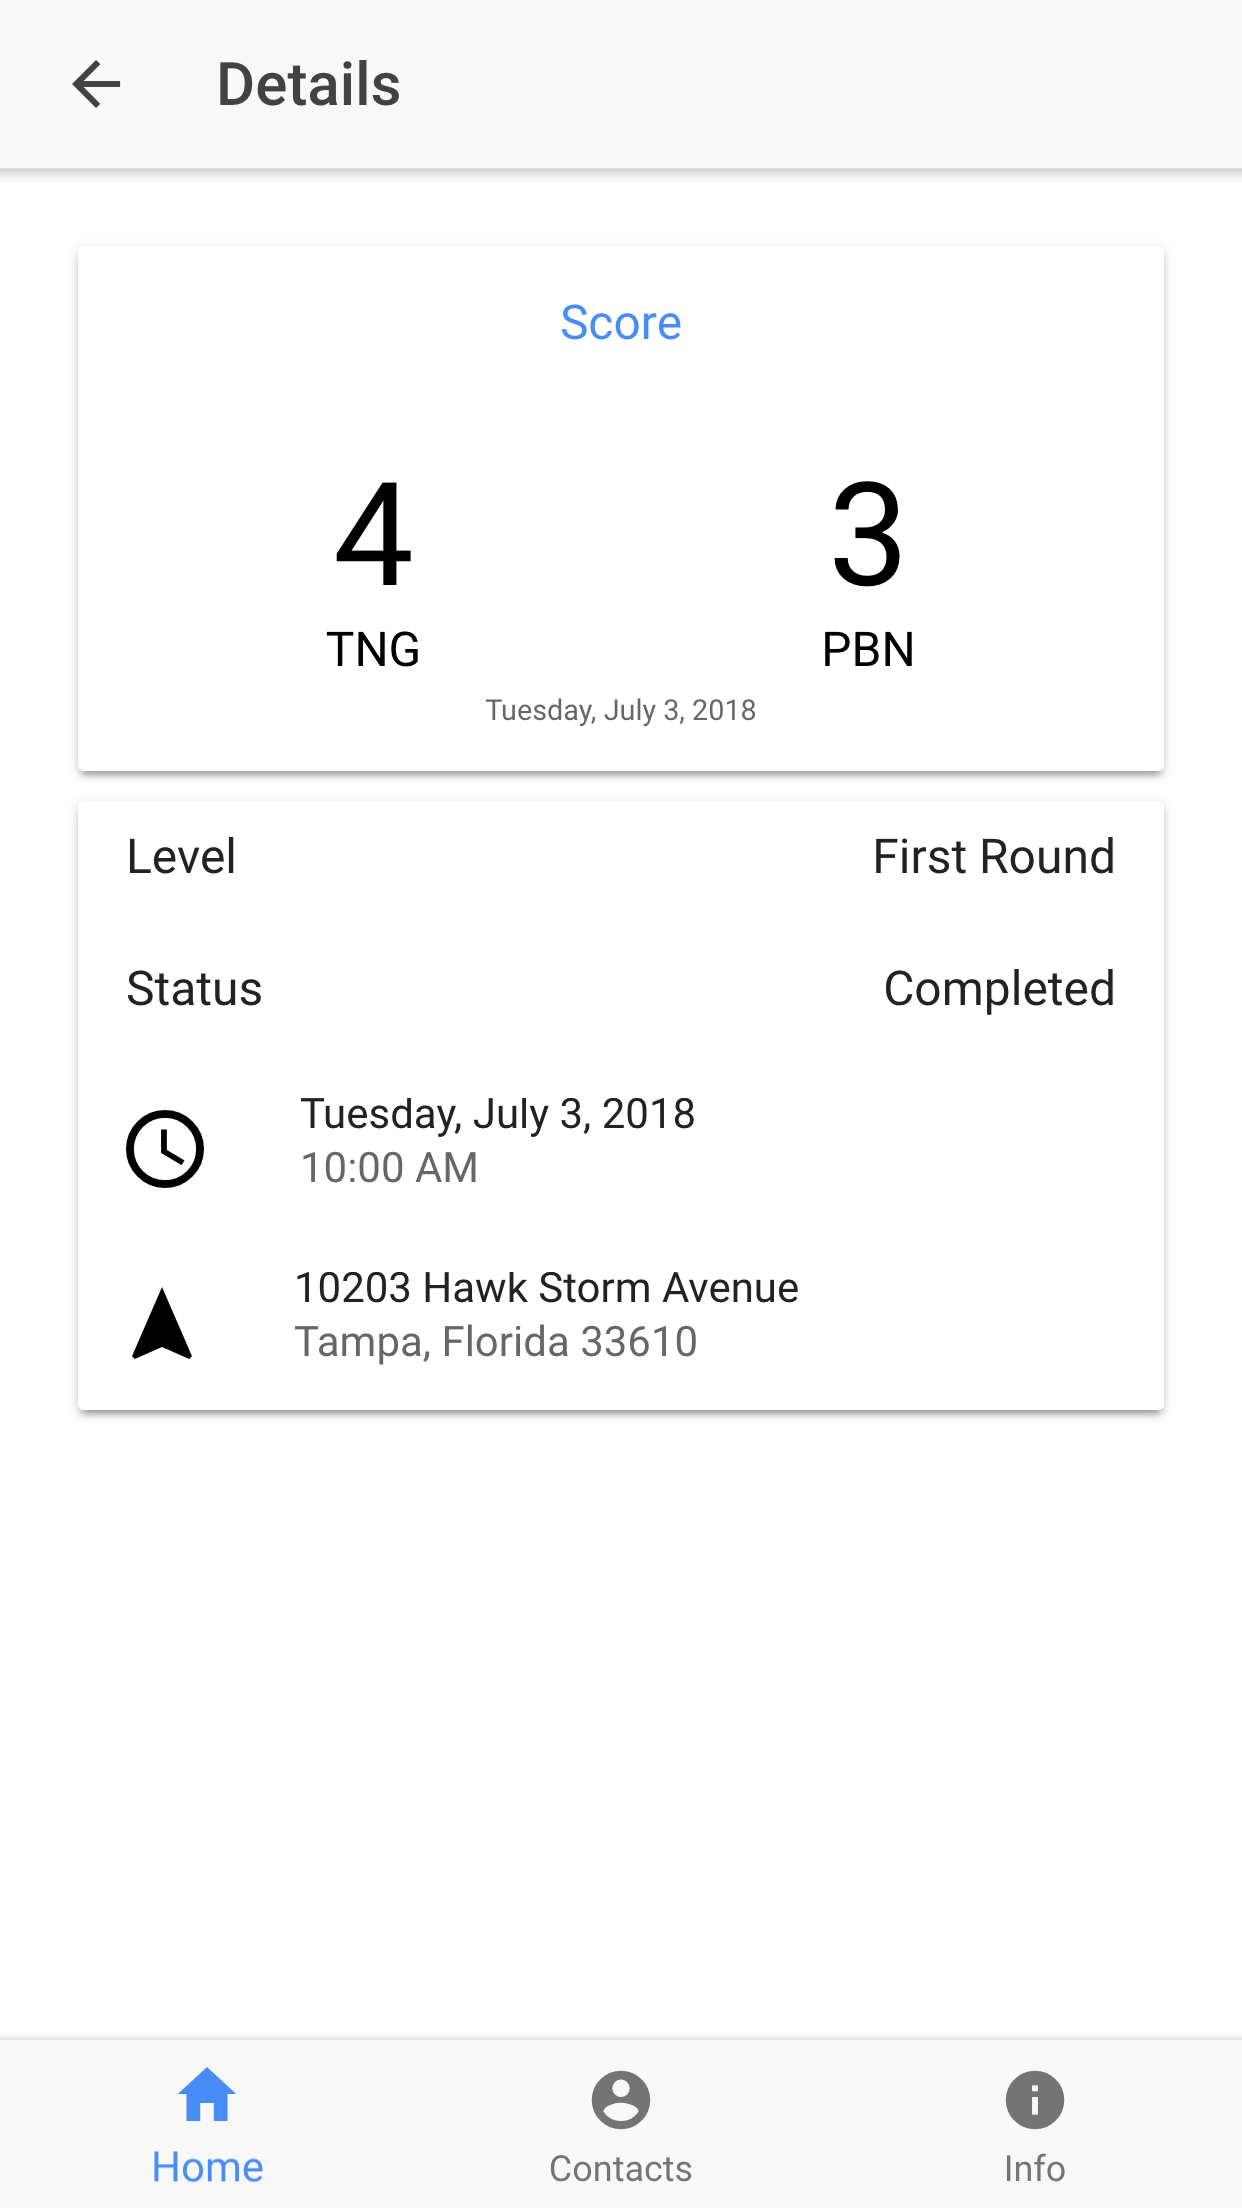 Details
Score
4 3
TNG PBN
Tuesday, July 3, 2018
Level First Round
Status Completed
Tuesday, July 3, 2018
10:00 AM
10203 Hawk Storm Avenue
Tampa, Florida 33610
Home Contacts Info